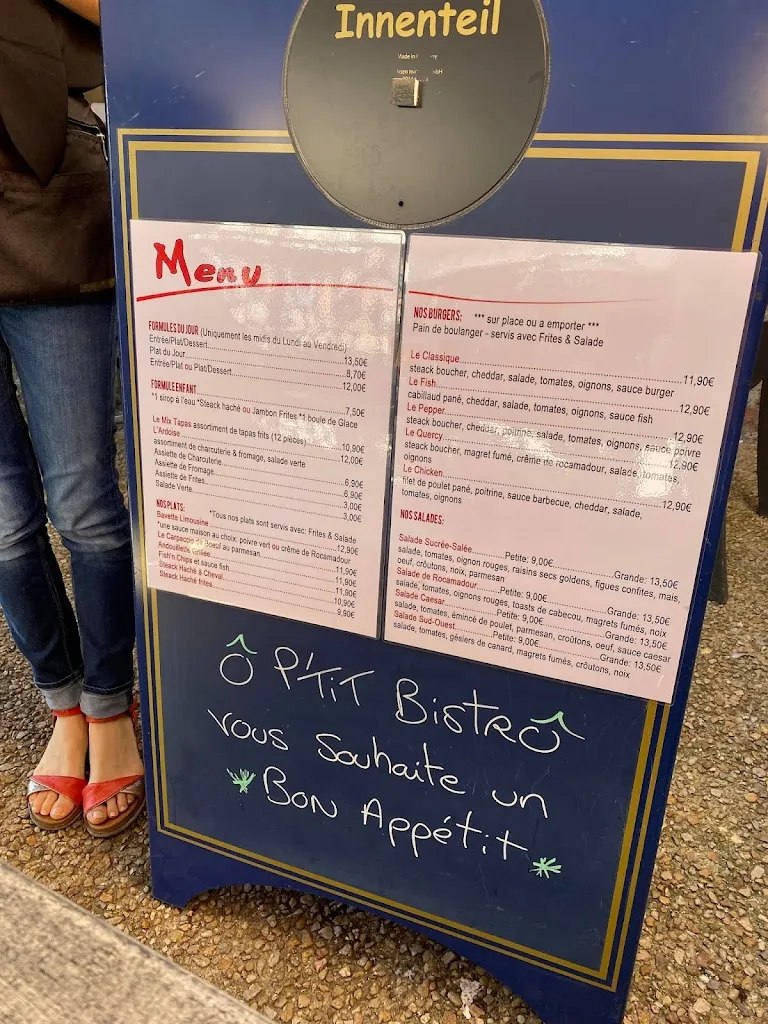 Innenteil
Made in
Menu
FORMULES DU JOUR (Uniquement les midis du Lundi au Vendredi)
Entrée/Plat/Dessert..........13,50€
Plat du Jour..........8,70€
Entrée/Plat ou Plat/Dessert..........12,00€
FORMULE ENFANT
*1 sirop à l'eau *Steack haché ou Jambon Frites *1 boule de Glace
..........7,50€
Le Mix Tapas assortiment de tapas frits (12 pièces)..........10,90€
L'Ardoise..........12,00€
assortiment de charcuterie & fromage, salade verte
Assiette de Charcuterie..........6,90€
Assiette de Fromage..........6,90€
Assiette de Frites..........3,00€
Salade Verte..........3,00€
NOS PLATS: *Tous nos plats sont servis avec: Frites & Salade
Bavette Limousine..........12,90€
*une sauce maison au choix: poivre vert ou crème de Rocamadour
Le Carpaccio de Boeuf au parmesan..........11,90€
Andouillette Grillée..........11,90€
Fish'n Chips et sauce fish..........11,90€
Steack Haché à Cheval..........10,90€
Steack Haché frites..........9,90€
NOS BURGERS: *** sur place ou a emporter ***
Pain de boulanger - servis avec Frites & Salade
Le Classique..........11,90€
steack boucher, cheddar, salade, tomates, oignons, sauce burger
Le Fish..........12,90€
cabillaud pané, cheddar, salade, tomates, oignons, sauce fish
Le Pepper..........12,90€
steack boucher, cheddar, poitrine, salade, tomates, oignons, sauce poivre
Le Quercy..........12,90€
steack boucher, magret fumé, crème de rocamadour, salade, tomates,
oignons
Le Chicken..........12,90€
filet de poulet pané, poitrine, sauce barbecue, cheddar, salade,
tomates, oignons
NOS SALADES:
Salade Sucrée-Salée..........Petite: 9,00€..........Grande: 13,50€
salade, tomates, oignon rouges, raisins secs goldens, figues confites, mais,
oeuf, croûtons, noix, parmesan
Salade de Rocamadour..........Petite: 9,00€..........Grande: 13,50€
salade, tomates, oignons rouges, toasts de cabecou, magrets fumés, noix
Salade Caesar..........Petite: 9,00€..........Grande: 13,50€
salade, tomates, émincé de poulet, parmesan, croûtons, oeuf, sauce caesar
Salade Sud-Ouest..........Petite: 9,00€..........Grande: 13,50€
salade, tomates, gésiers de canard, magrets fumés, crôutons, noix
Ô P'Tit Bistrô
vous souhaite un
Bon Appétit